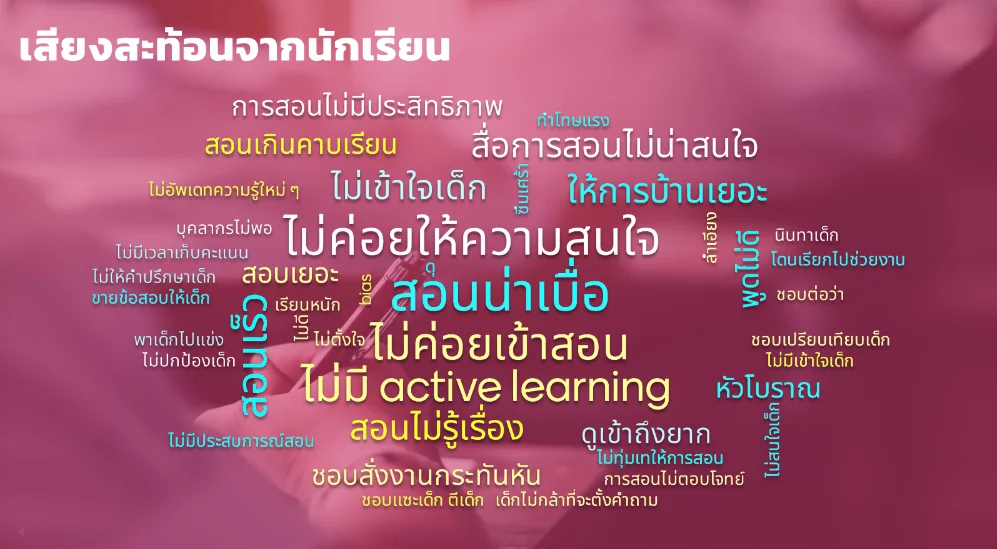 เสียงสะท้อนจากนักเรียน
การสอนไม่มีประสิทธิภาพ
ทำโทษแรง
สอนเกินคาบเรียน
สื่อการสอนไม่น่าสนใจ
ไม่อัพเดทความรู้ใหม่ ๆ
ไม่เข้าใจเด็ก
ซึมเศร้า
ให้การบ้านเยอะ
บุคลากรไม่พอ
ไม่ค่อยให้ความสนใจ
ลำเอียง
พูดไม่ดี
นินทาเด็ก
ไม่มีเวลาเก็บคะแนน
โดนเรียกไปช่วยงาน
ไม่ให้คำปรึกษาเด็ก
สอบเยอะ
bias
ดุ
สอนน่าเบื่อ
ขายข้อสอบให้เด็ก
เรียนหนัก
ชอบต่อว่า
สอนเร็ว
ไม่ดี
ไม่ตั้งใจ
พาเด็กไปแข่ง
ไม่ค่อยเข้าสอน
ชอบเปรียบเทียบเด็ก
ไม่ปกป้องเด็ก
ไม่มีเข้าใจเด็ก
ไม่มี active learning
หัวโบราณ
สอนไม่รู้เรื่อง
ดูเข้าถึงยาก
ไม่สนใจเด็ก
ไม่มีประสบการณ์สอน
ไม่ทุ่มเทให้การสอน
ชอบสั่งงานกระทันหัน
การสอนไม่ตอบโจทย์
ชอบแซะเด็ก ตีเด็ก
เด็กไม่กล้าที่จะตั้งคำถาม
4